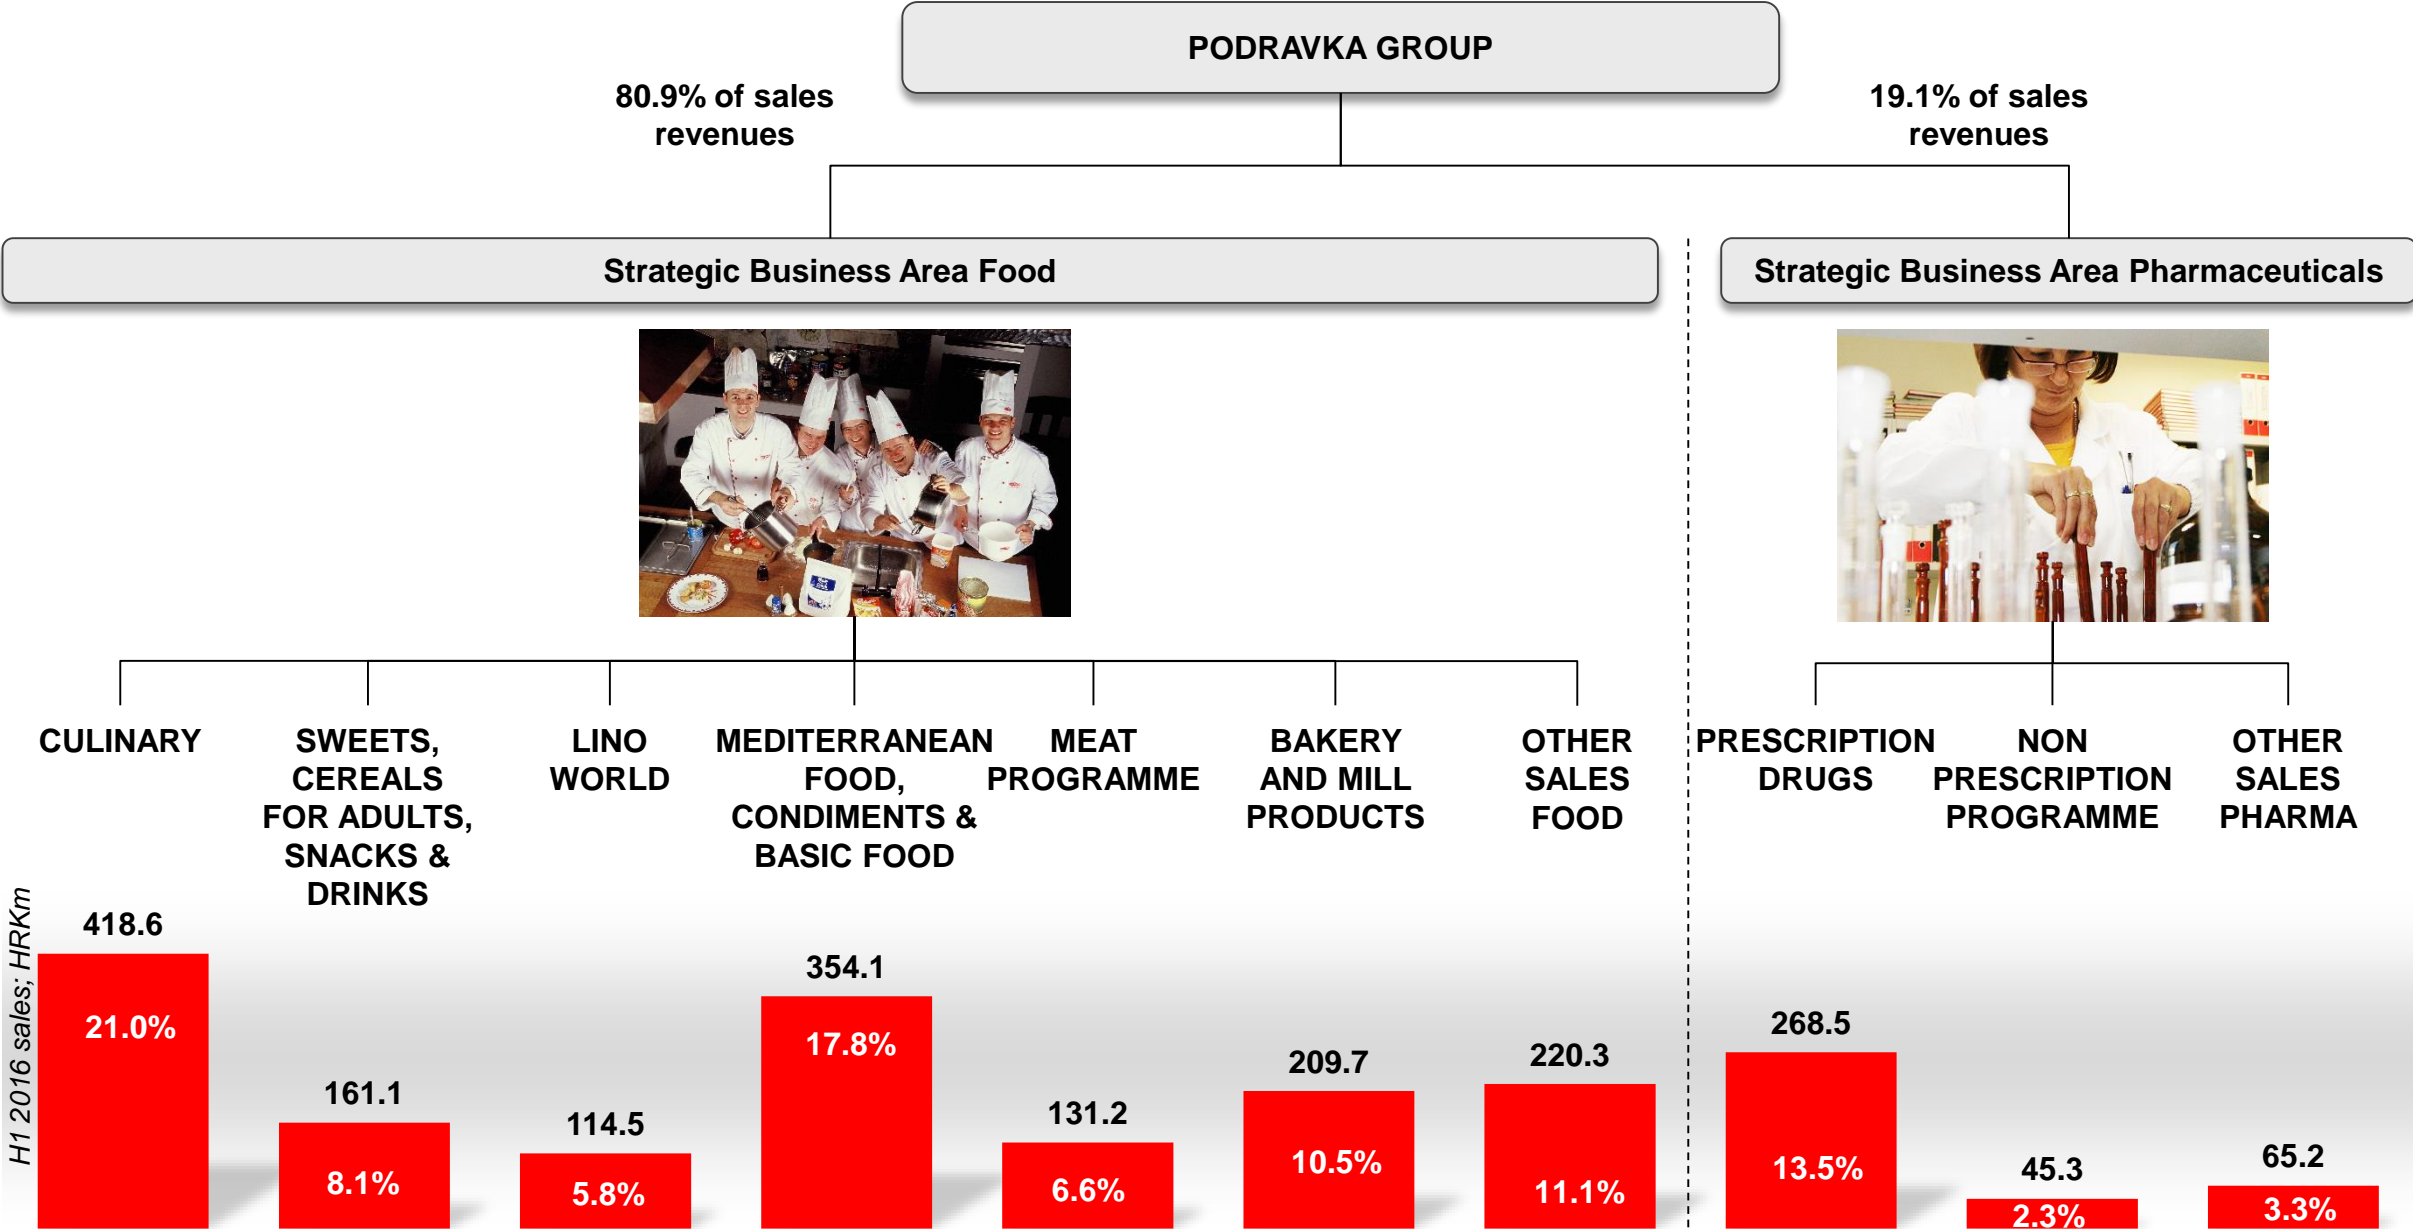 PODRAVKA GROUP
80.9% of sales
revenues
19.1% of sales
revenues
Strategic Business Area Food
Strategic Business Area Pharmaceuticals
CULINARY
SWEETS,
CEREALS
FOR ADULTS,
SNACKS &
DRINKS
LINO
WORLD
MEDITERRANEAN
FOOD,
CONDIMENTS &
BASIC FOOD
MEAT
PROGRAMME
BAKERY
AND MILL
PRODUCTS
OTHER
SALES
FOOD
PRESCRIPTION
DRUGS
NON
PRESCRIPTION
PROGRAMME
OTHER
SALES
PHARMA
H1 2016 sales; HRKm
418.6
21.0%
161.1
8.1%
114.5
5.8%
354.1
17.8%
131.2
6.6%
209.7
10.5%
220.3
11.1%
268.5
13.5%
45.3
2.3%
65.2
3.3%